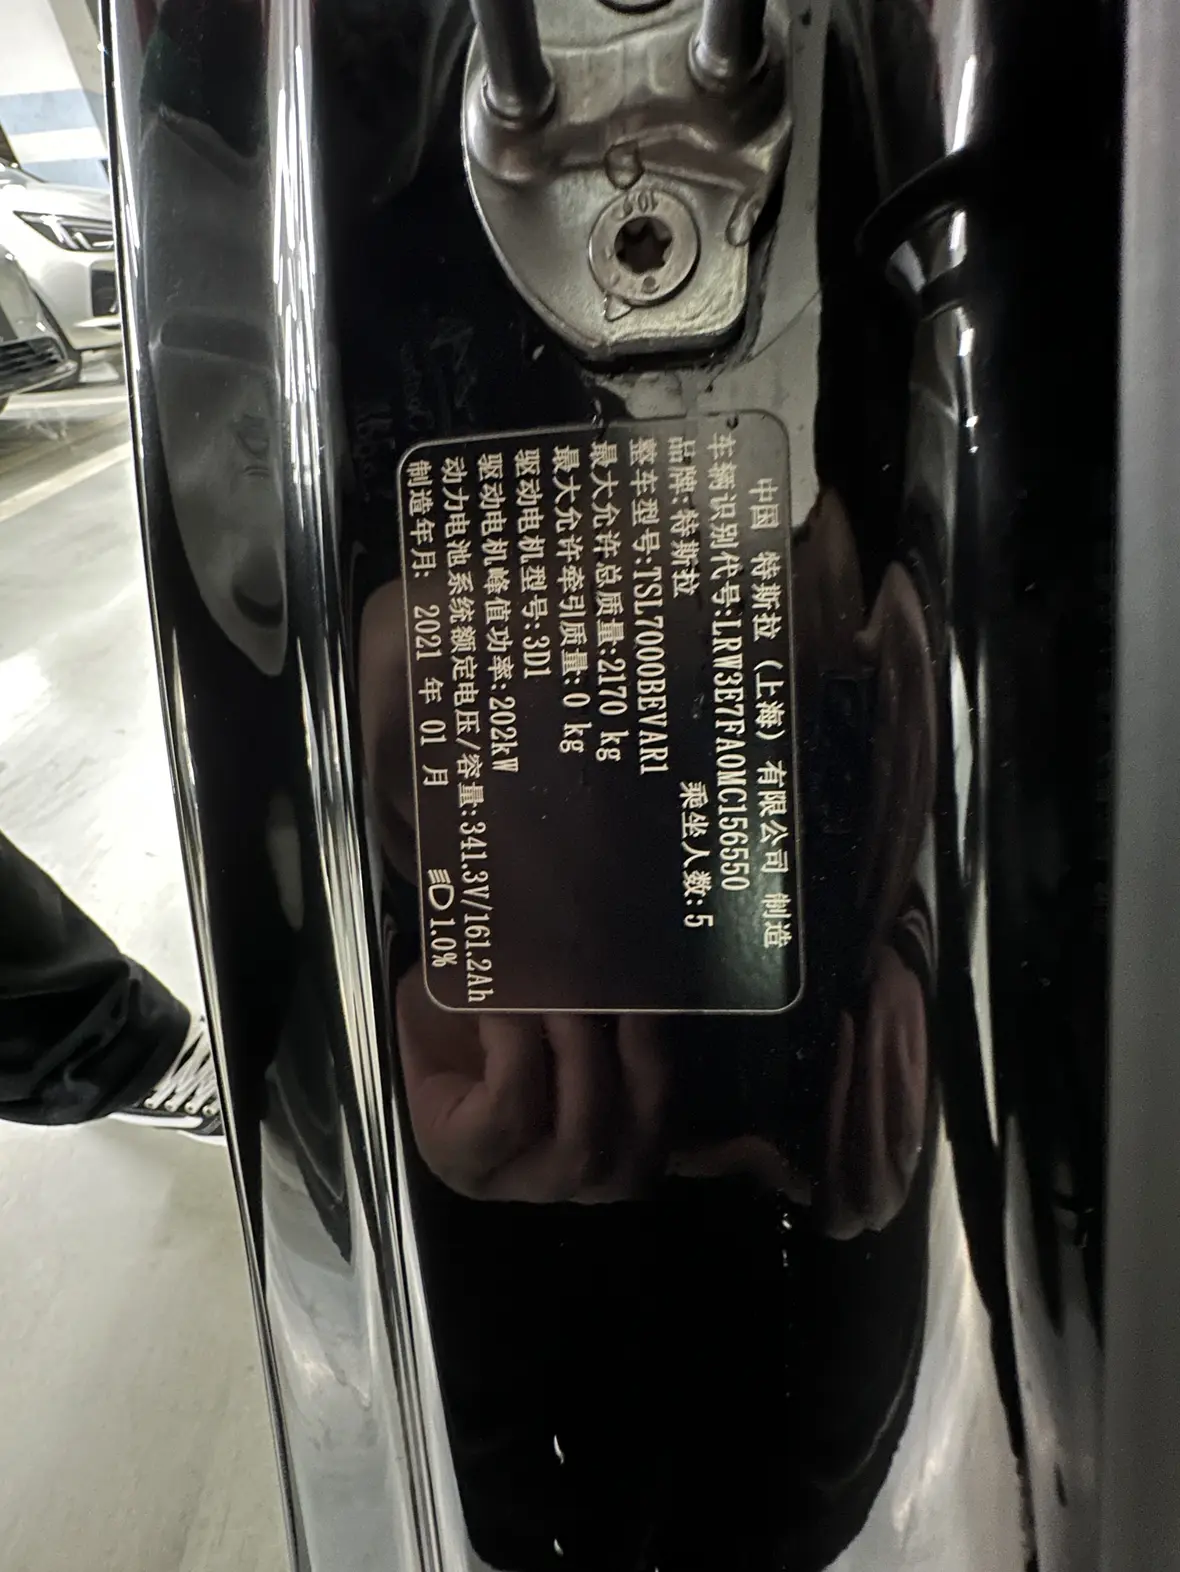 中国 特斯拉（上海）有限公司 制造
车辆识别代号:LRW3E7FA0MC156550
品牌:特斯拉 乘坐人数:5
整车型号:TSL7000BEVAR1
最大允许总质量:2170 kg
最大允许牵引质量: 0 kg
驱动电机型号:3D1
驱动电机峰值功率:202kW
动力电池系统额定电压/容量:341.3V/161.2Ah
制造年月: 2021 年 01 月 1.0%